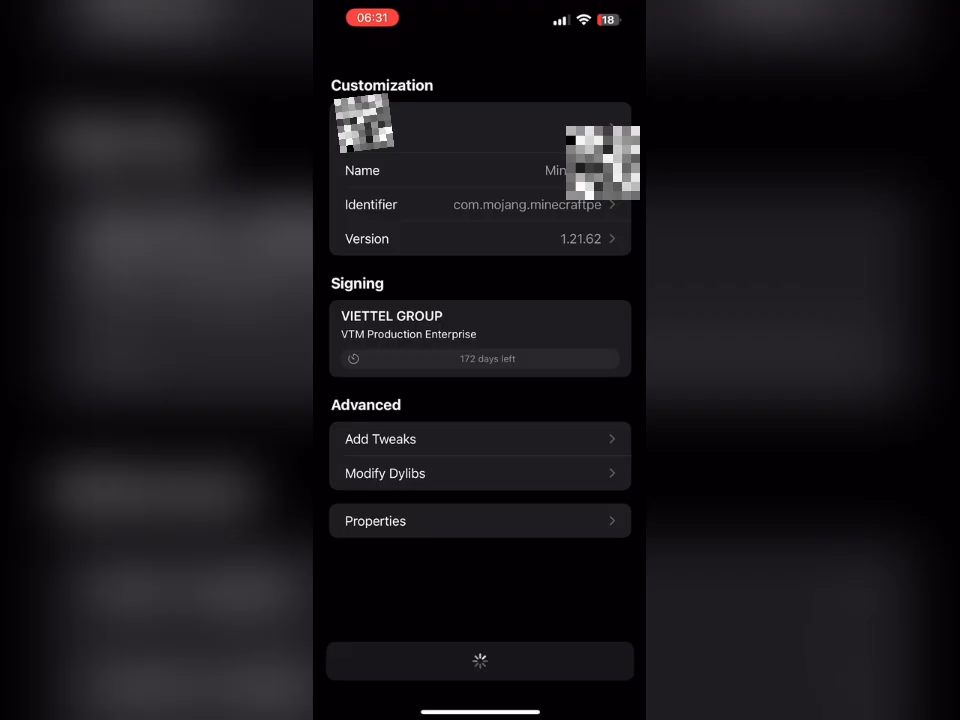 06:31
18
Customization
Name
Identifier com.mojang.minecraftpe
Version 1.21.62
Signing
VIETTEL GROUP
VTM Production Enterprise
172 days left
Advanced
Add Tweaks
Modify Dylibs
Properties